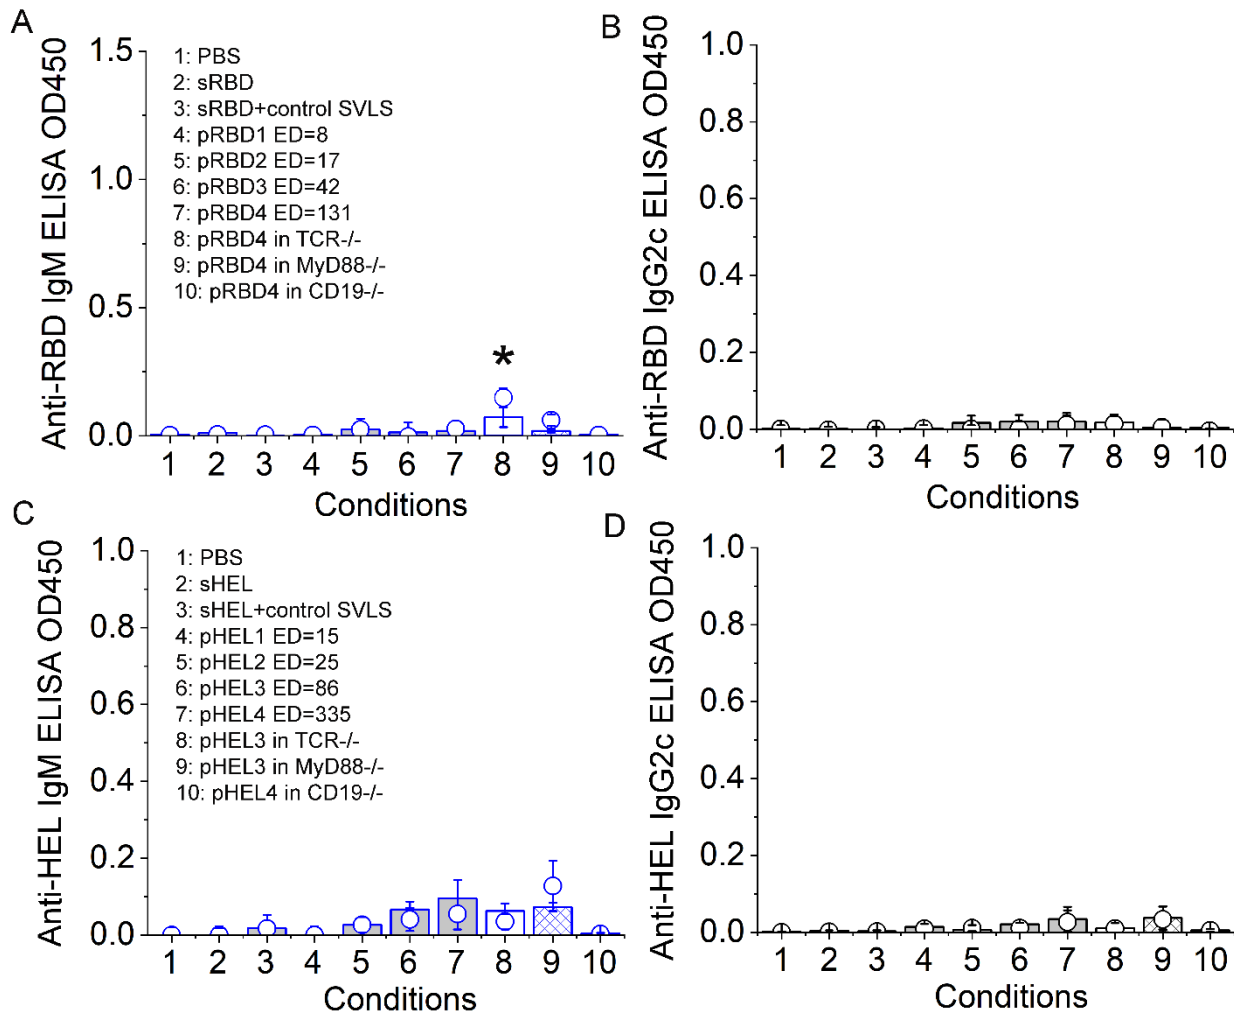 A
Anti-RBD IgM ELISA OD450
1.5
1.0
0.5
0.0
1: PBS
2: sRBD
3: sRBD+control SVLS
4: pRBD1 ED=8
5: pRBD2 ED=17
6: pRBD3 ED=42
7: pRBD4 ED=131
8: pRBD4 in TCR-/-
9: pRBD4 in MyD88-/-
10: pRBD4 in CD19-/-
*
1 2 3 4 5 6 7 8 9 10
Conditions
B
Anti-RBD IgG2c ELISA OD450
1.0
0.8
0.6
0.4
0.2
0.0
1 2 3 4 5 6 7 8 9 10
Conditions
C
Anti-HEL IgM ELISA OD450
1.0
0.8
0.6
0.4
0.2
0.0
1: PBS
2: sHEL
3: sHEL+control SVLS
4: pHEL1 ED=15
5: pHEL2 ED=25
6: pHEL3 ED=86
7: pHEL4 ED=335
8: pHEL3 in TCR-/-
9: pHEL3 in MyD88-/-
10: pHEL4 in CD19-/-
1 2 3 4 5 6 7 8 9 10
Conditions
D
Anti-HEL IgG2c ELISA OD450
1.0
0.8
0.6
0.4
0.2
0.0
1 2 3 4 5 6 7 8 9 10
Conditions